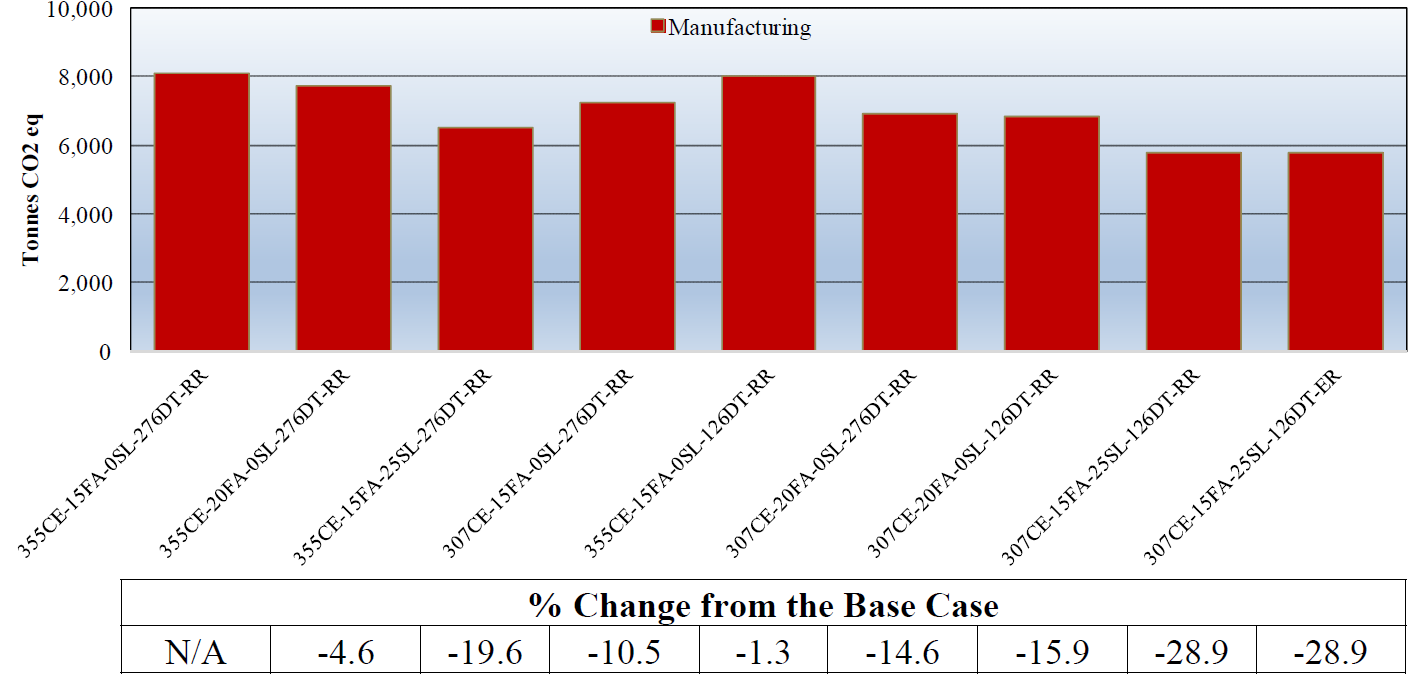 10,000
Manufacturing
8,000
6,000
4,000
2,000
0
Tonnes CO2 eq
355CE-15FA-0SL-276DT-RR
355CE-20FA-0SL-276DT-RR
355CE-15FA-25SL-276DT-RR
307CE-15FA-0SL-276DT-RR
355CE-15FA-0SL-126DT-RR
307CE-20FA-0SL-276DT-RR
307CE-20FA-0SL-126DT-RR
307CE-15FA-25SL-126DT-RR
307CE-15FA-25SL-126DT-ER
% Change from the Base Case
N/A -4.6 -19.6 -10.5 -1.3 -14.6 -15.9 -28.9 -28.9